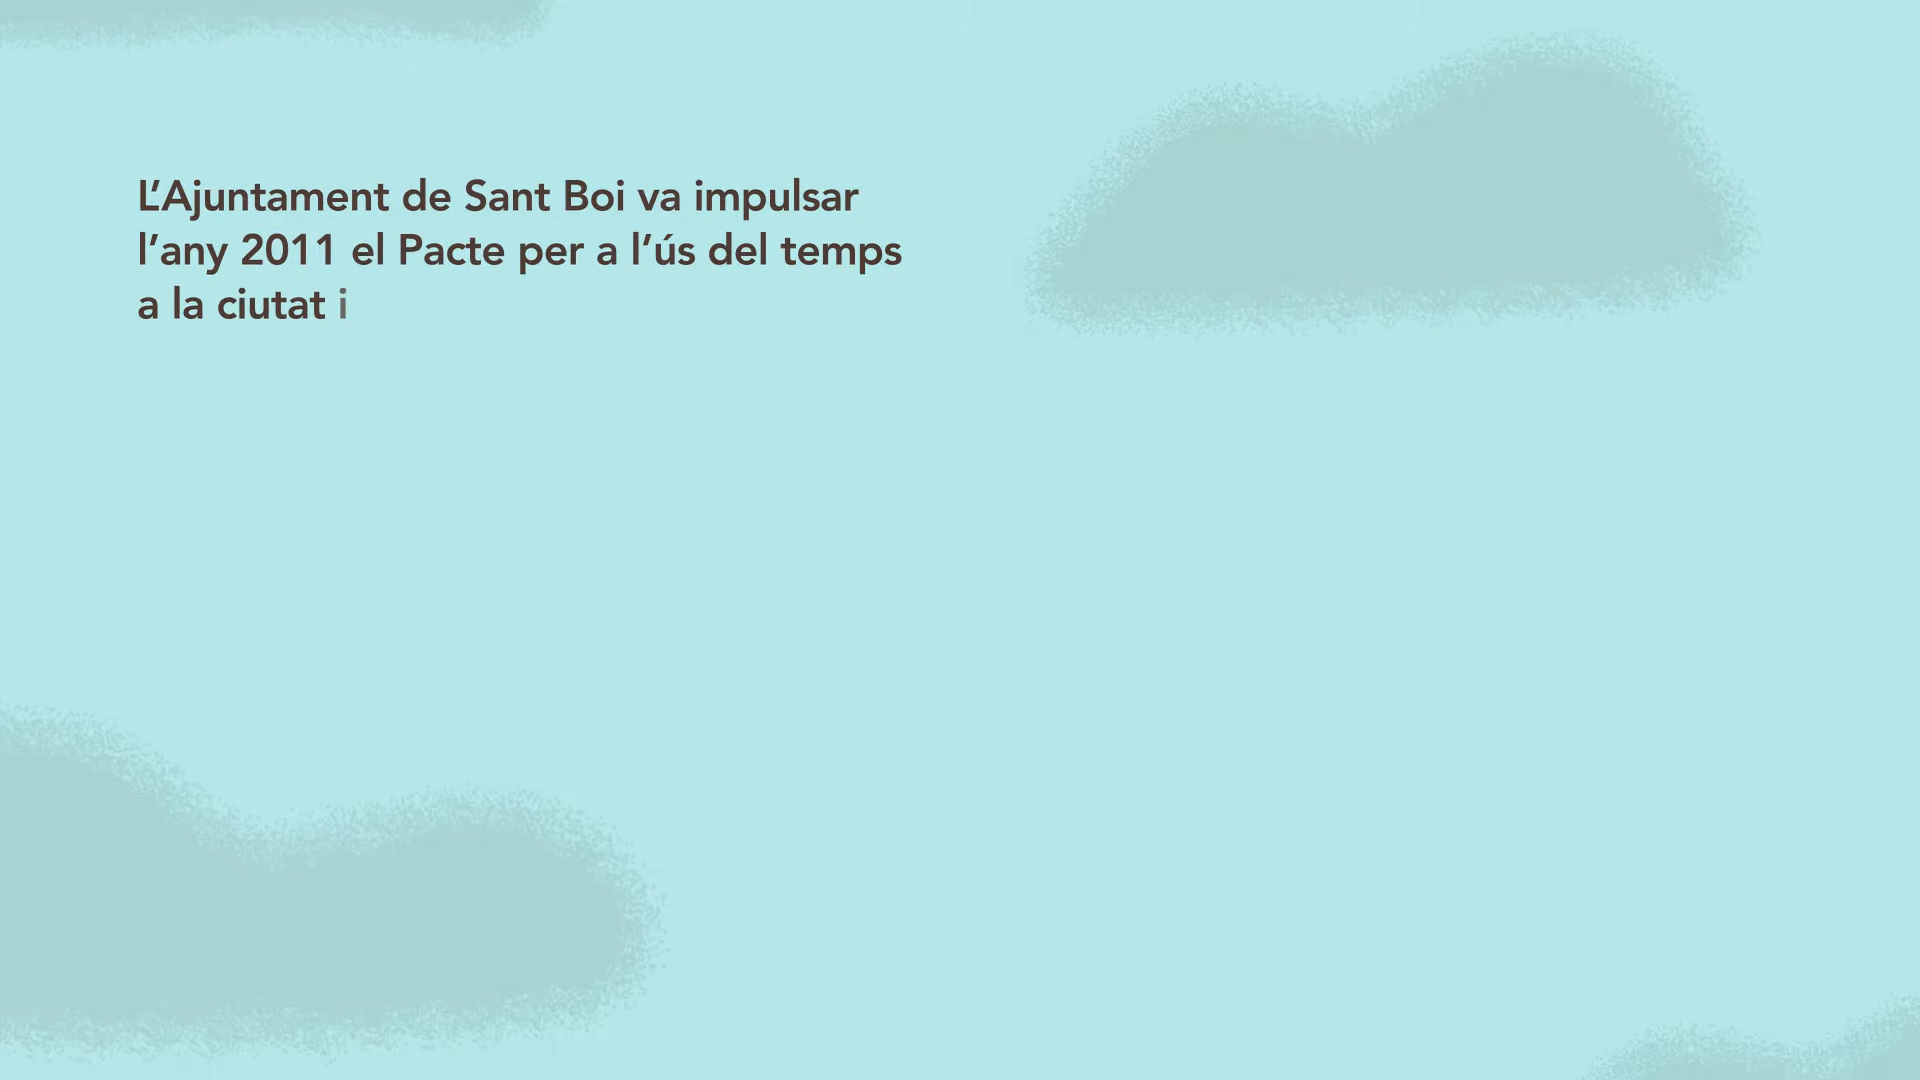 L’Ajuntament de Sant Boi va impulsar
l’any 2011 el Pacte per a l’ús del temps
a la ciutat i